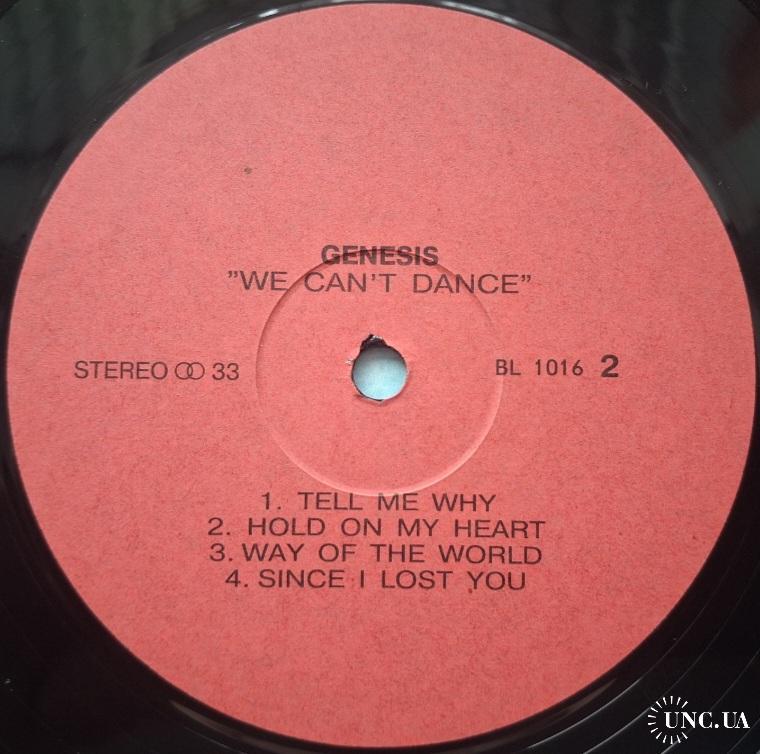 GENESIS
"WE CAN'T DANCE"
STEREO 33
BL 1016 2
1. TELL ME WHY
2. HOLD ON MY HEART
3. WAY OF THE WORLD
4. SINCE I LOST YOU
UNC.UA